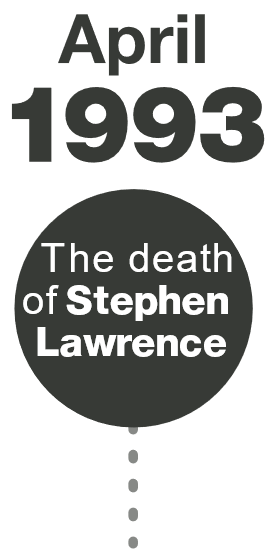 April
1993
The death
of Stephen
Lawrence